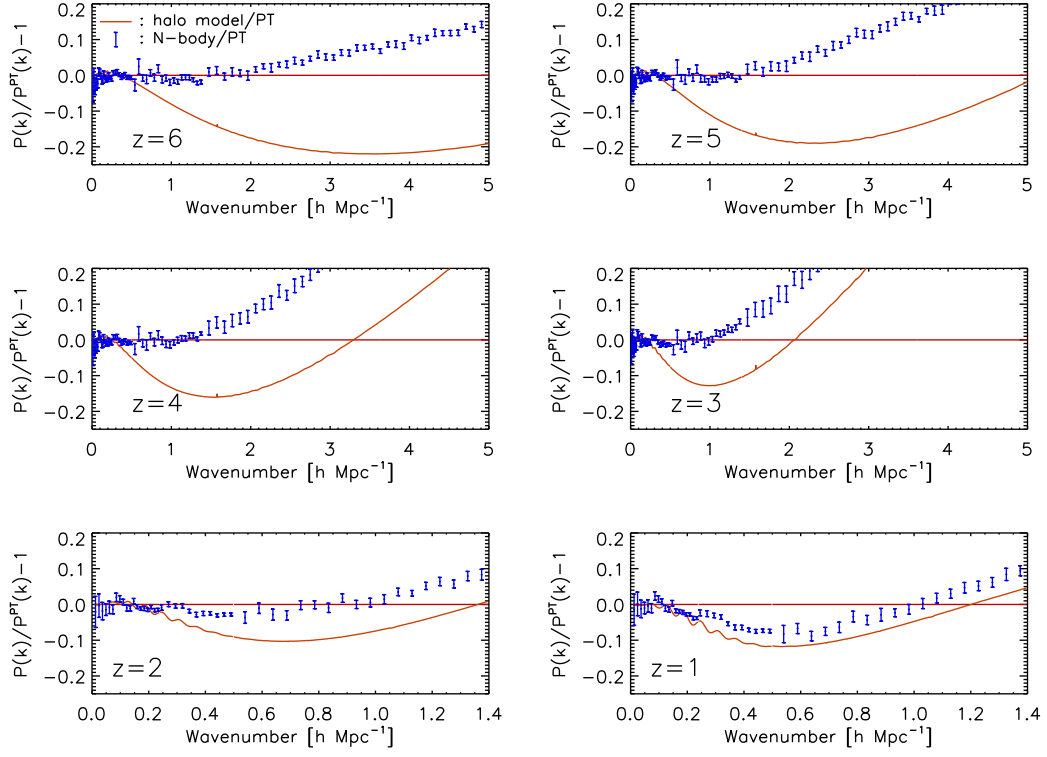 — : halo model/PT
: N-body/PT
P(k)/P^PT(k)−1
0.2
0.1
0.0
−0.1
−0.2
z=6
0 1 2 3 4 5
Wavenumber [h Mpc⁻¹]
P(k)/P^PT(k)−1
0.2
0.1
0.0
−0.1
−0.2
z=5
0 1 2 3 4 5
Wavenumber [h Mpc⁻¹]
P(k)/P^PT(k)−1
0.2
0.1
0.0
−0.1
−0.2
z=4
0 1 2 3 4 5
Wavenumber [h Mpc⁻¹]
P(k)/P^PT(k)−1
0.2
0.1
0.0
−0.1
−0.2
z=3
0 1 2 3 4 5
Wavenumber [h Mpc⁻¹]
P(k)/P^PT(k)−1
0.2
0.1
0.0
−0.1
−0.2
z=2
0.0 0.2 0.4 0.6 0.8 1.0 1.2 1.4
Wavenumber [h Mpc⁻¹]
P(k)/P^PT(k)−1
0.2
0.1
0.0
−0.1
−0.2
z=1
0.0 0.2 0.4 0.6 0.8 1.0 1.2 1.4
Wavenumber [h Mpc⁻¹]